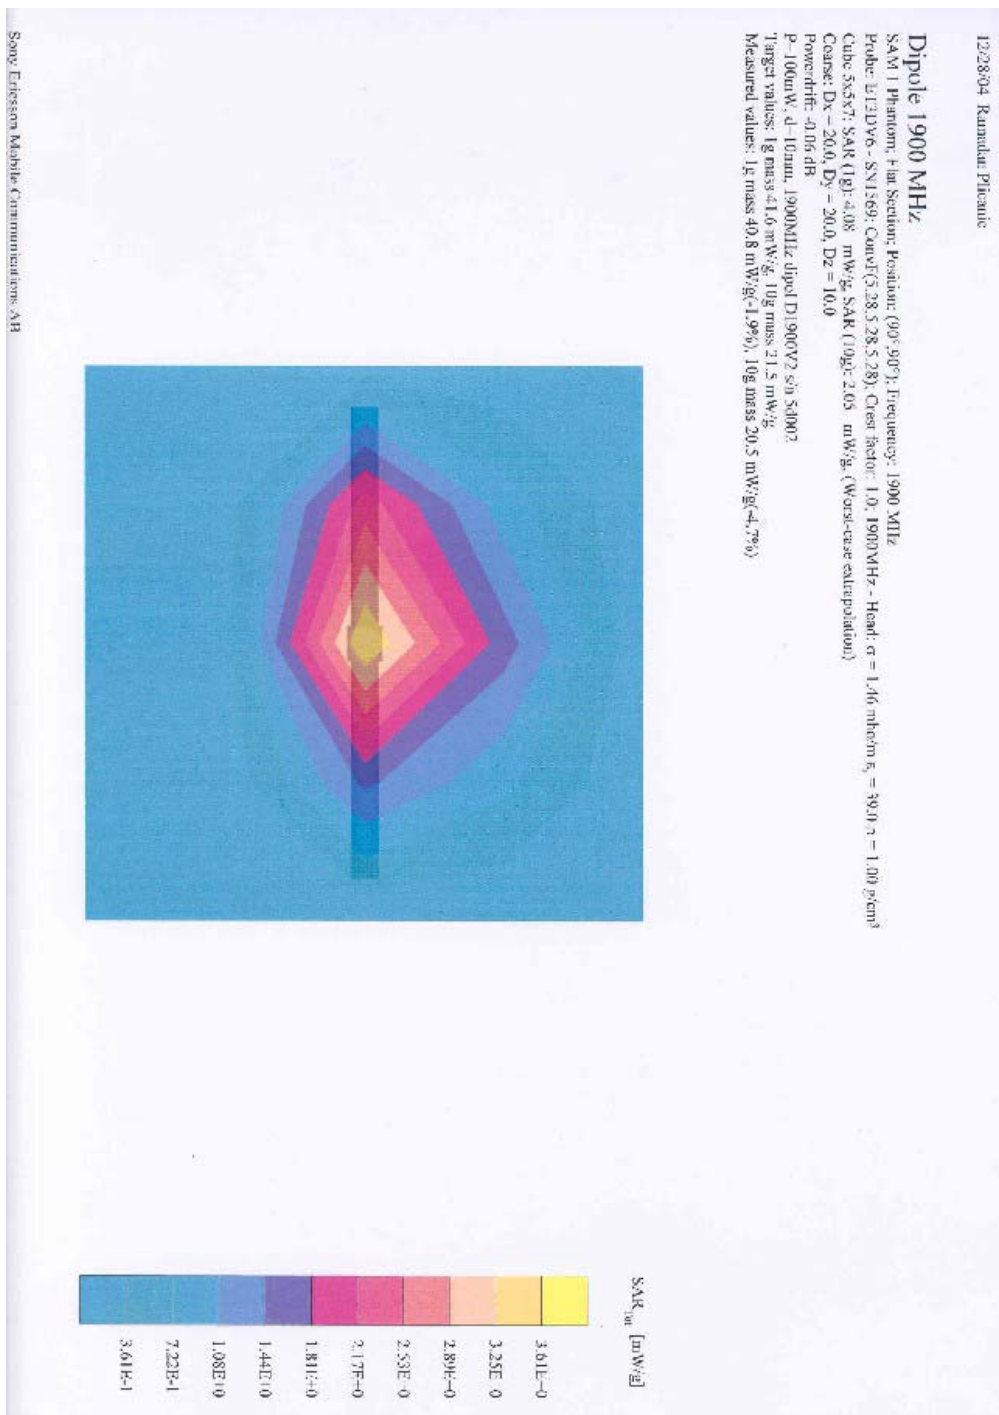 12/28/04 Ramadan Plicanic
Dipole 1900 MHz
SAM 1 Phantom; Flat Section; Position: (90°,90°); Frequency: 1900 MHz
Probe: ET3DV6 - SN1569; ConvF(5.28,5.28,5.28); Crest factor: 1.0; 1900MHz - Head: σ = 1.46 mho/m εr = 39.0 ρ = 1.00 g/cm³
Cube 5x5x7: SAR (1g): 4.08 mW/g, SAR (10g): 2.05 mW/g, (Worst-case extrapolation)
Coarse: Dx = 20.0, Dy = 20.0, Dz = 10.0
Powerdrift: -0.06 dB
P=100mW, d=10mm, 1900MHz dipol D1900V2 s/n 5d002
Target values: 1g mass 41.6 mW/g, 10g mass 21.5 mW/g
Measured values: 1g mass 40.8 mW/g(-1.9%), 10g mass 20.5 mW/g(-4.7%)
SAR Tot [mW/g]
3.61E+0
3.25E+0
2.89E+0
2.53E+0
2.17E+0
1.81E+0
1.44E+0
1.08E+0
7.22E-1
3.61E-1
Sony Ericsson Mobile Communications AB